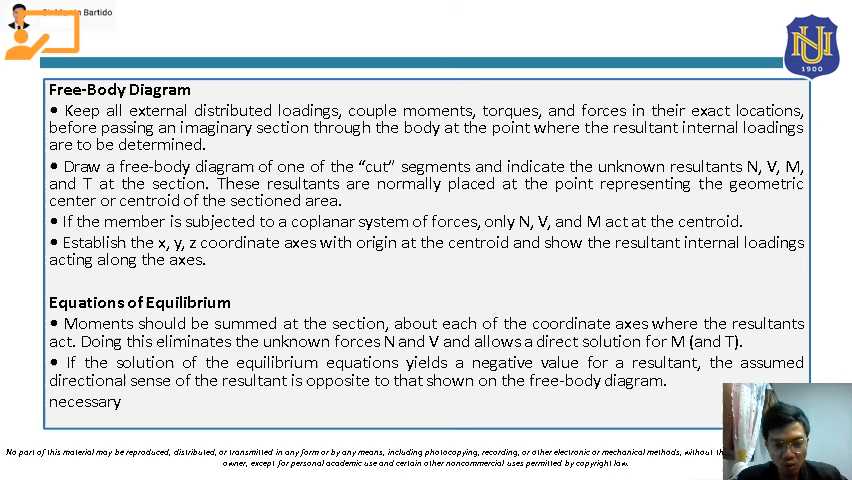 Bartido
NU
1900
Free-Body Diagram
• Keep all external distributed loadings, couple moments, torques, and forces in their exact locations,
before passing an imaginary section through the body at the point where the resultant internal loadings
are to be determined.
• Draw a free-body diagram of one of the “cut” segments and indicate the unknown resultants N, V, M,
and T at the section. These resultants are normally placed at the point representing the geometric
center or centroid of the sectioned area.
• If the member is subjected to a coplanar system of forces, only N, V, and M act at the centroid.
• Establish the x, y, z coordinate axes with origin at the centroid and show the resultant internal loadings
acting along the axes.
Equations of Equilibrium
• Moments should be summed at the section, about each of the coordinate axes where the resultants
act. Doing this eliminates the unknown forces N and V and allows a direct solution for M (and T).
• If the solution of the equilibrium equations yields a negative value for a resultant, the assumed
directional sense of the resultant is opposite to that shown on the free-body diagram.
necessary
No part of this material may be reproduced, distributed, or transmitted in any form or by any means, including photocopying, recording, or other electronic or mechanical methods, without
owner, except for personal academic use and certain other noncommercial uses permitted by copyright law.